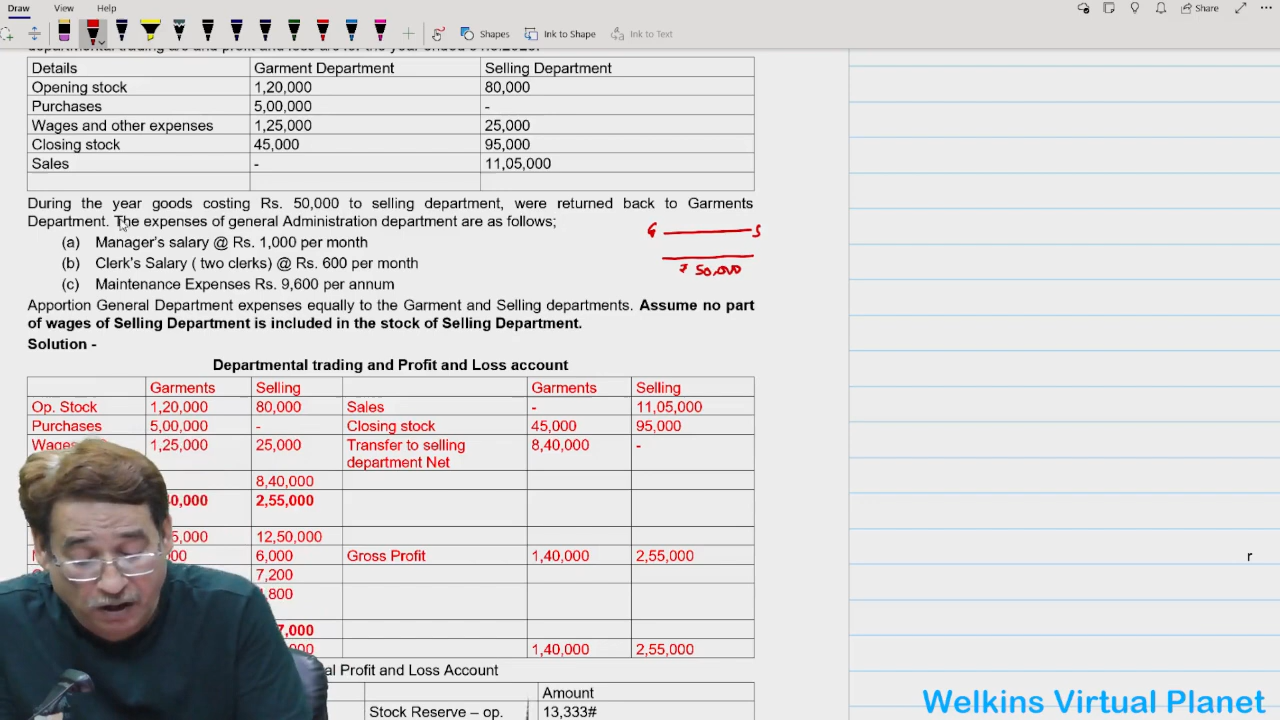 Draw View Share
Shapes Ink to Shape Ink to Text
Details Garment Department Selling Department
Opening stock 1,20,000 80,000
Purchases 5,00,000 -
Wages and other expenses 1,25,000 25,000
Closing stock 45,000 95,000
Sales - 11,05,000
During the year goods costing Rs. 50,000 to selling department, were returned back to Garments
Department. The expenses of general Administration department are as follows;
(a) Manager's salary @ Rs. 1,000 per month
(b) Clerk's Salary ( two clerks) @ Rs. 600 per month
(c) Maintenance Expenses Rs. 9,600 per annum
G S
₹ 50,000
Apportion General Department expenses equally to the Garment and Selling departments. Assume no part
of wages of Selling Department is included in the stock of Selling Department.
Solution -
Departmental trading and Profit and Loss account
Garments Selling Garments Selling
Op. Stock 1,20,000 80,000 Sales - 11,05,000
Purchases 5,00,000 - Closing stock 45,000 95,000
Wages 1,25,000 25,000 Transfer to selling 8,40,000 -
department Net
8,40,000
2,55,000
12,50,000
6,000 Gross Profit 1,40,000 2,55,000
7,200
1,40,000 2,55,000
Profit and Loss Account
Amount
Stock Reserve – op. 13,333#
r
Welkins Virtual Planet